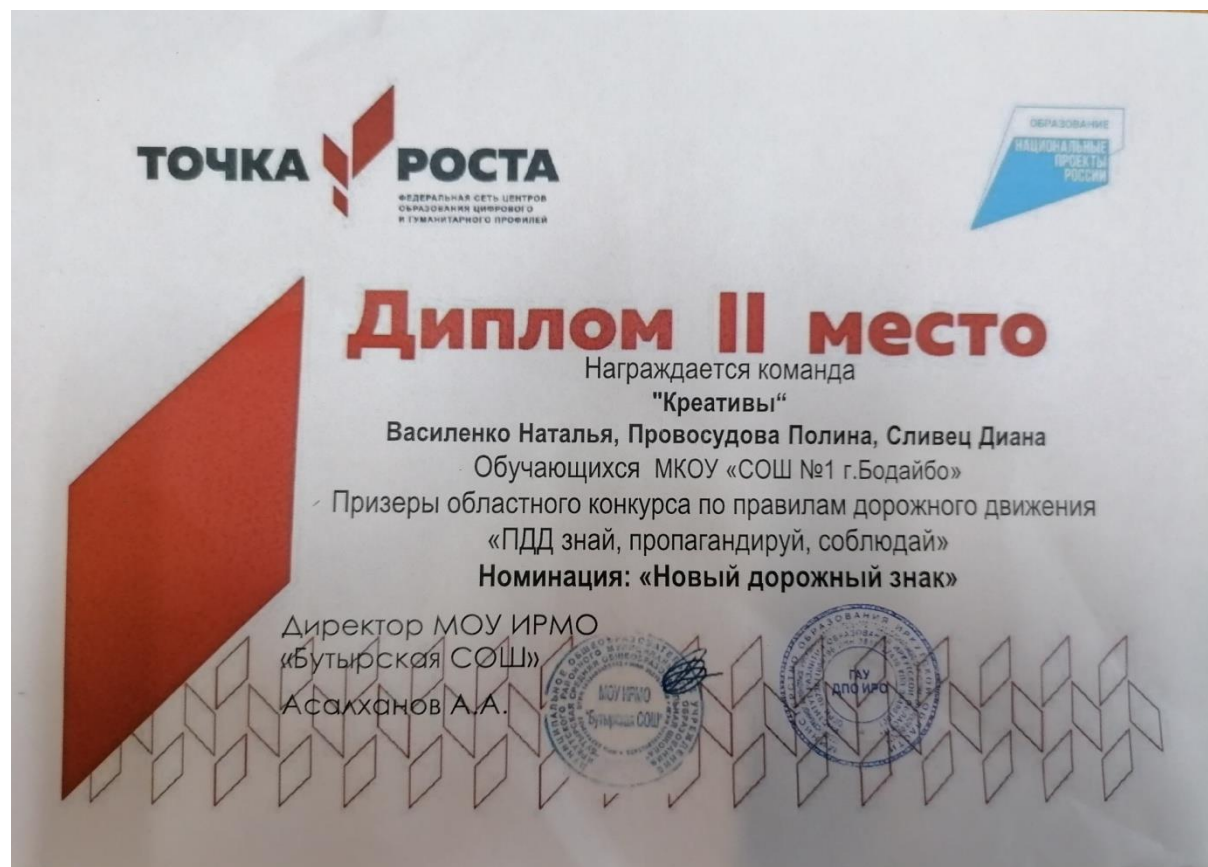 ТОЧКА РОСТА
ФЕДЕРАЛЬНАЯ СЕТЬ ЦЕНТРОВ
ОБРАЗОВАНИЯ ЦИФРОВОГО
И ГУМАНИТАРНОГО ПРОФИЛЕЙ
ОБРАЗОВАНИЕ
НАЦИОНАЛЬНЫЕ
ПРОЕКТЫ
РОССИИ
Диплом II место
Награждается команда
"Креативы“
Василенко Наталья, Провосудова Полина, Сливец Диана
Обучающихся МКОУ «СОШ №1 г.Бодайбо»
Призеры областного конкурса по правилам дорожного движения
«ПДД знай, пропагандируй, соблюдай»
Номинация: «Новый дорожный знак»
Директор МОУ ИРМО
«Бутырская СОШ»
Асалханов А.А.
МОУ ИРМО
"Бутырская СОШ"
ГАУ
ДПО ИРО